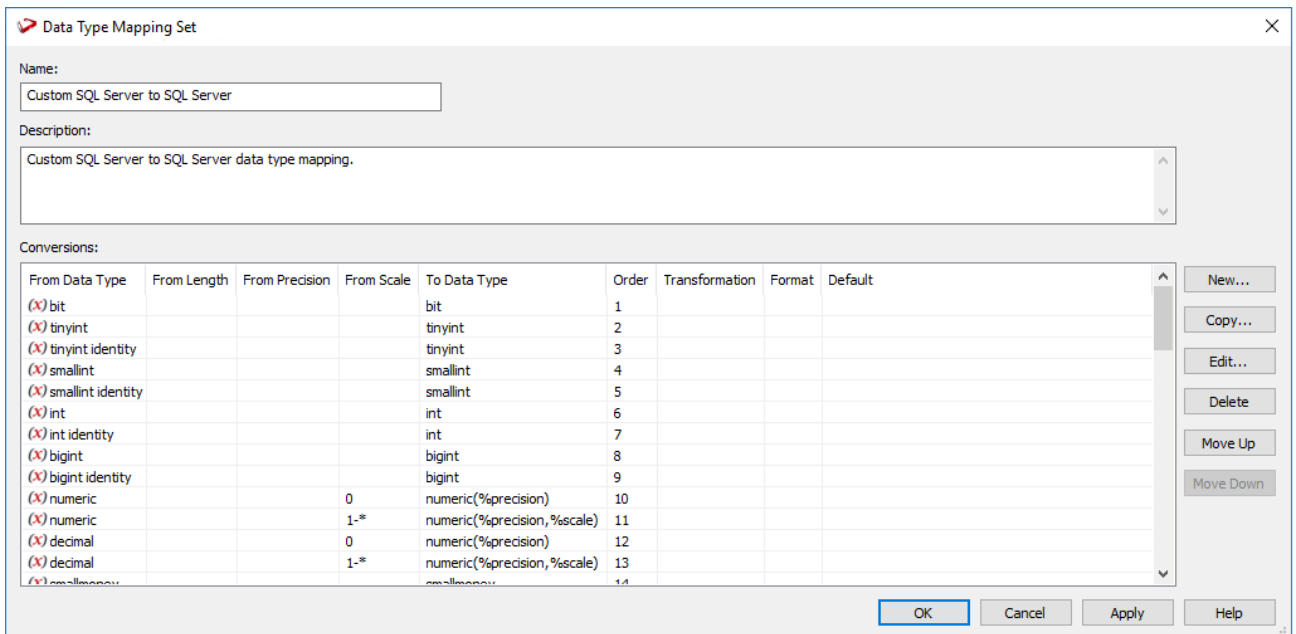 Data Type Mapping Set
Name:
Custom SQL Server to SQL Server
Description:
Custom SQL Server to SQL Server data type mapping.
Conversions:
From Data Type From Length From Precision From Scale To Data Type Order Transformation Format Default
(x) bit bit 1
(x) tinyint tinyint 2
(x) tinyint identity tinyint 3
(x) smallint smallint 4
(x) smallint identity smallint 5
(x) int int 6
(x) int identity int 7
(x) bigint bigint 8
(x) bigint identity bigint 9
(x) numeric 0 numeric(%precision) 10
(x) numeric 1-* numeric(%precision,%scale) 11
(x) decimal 0 numeric(%precision) 12
(x) decimal 1-* numeric(%precision,%scale) 13
(x) smallmoney smallmoney 14
New...
Copy...
Edit...
Delete
Move Up
Move Down
OK Cancel Apply Help